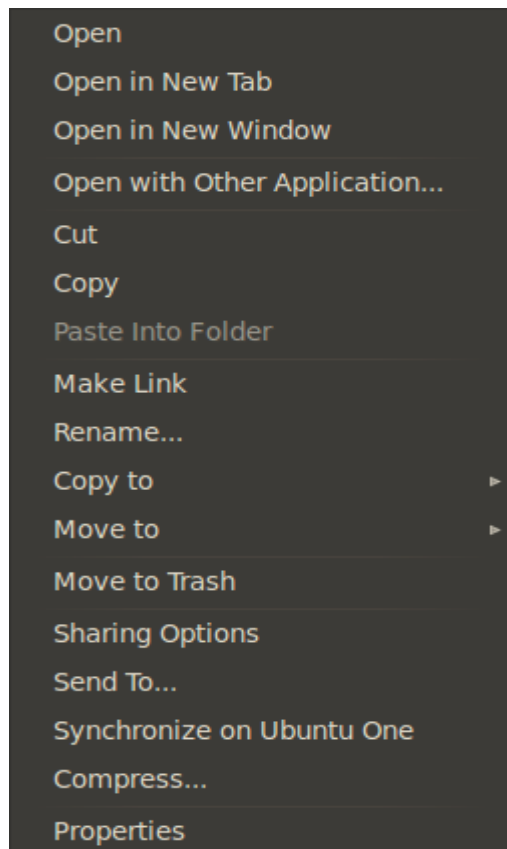 Open
Open in New Tab
Open in New Window
Open with Other Application...
Cut
Copy
Paste Into Folder
Make Link
Rename...
Copy to
Move to
Move to Trash
Sharing Options
Send To...
Synchronize on Ubuntu One
Compress...
Properties